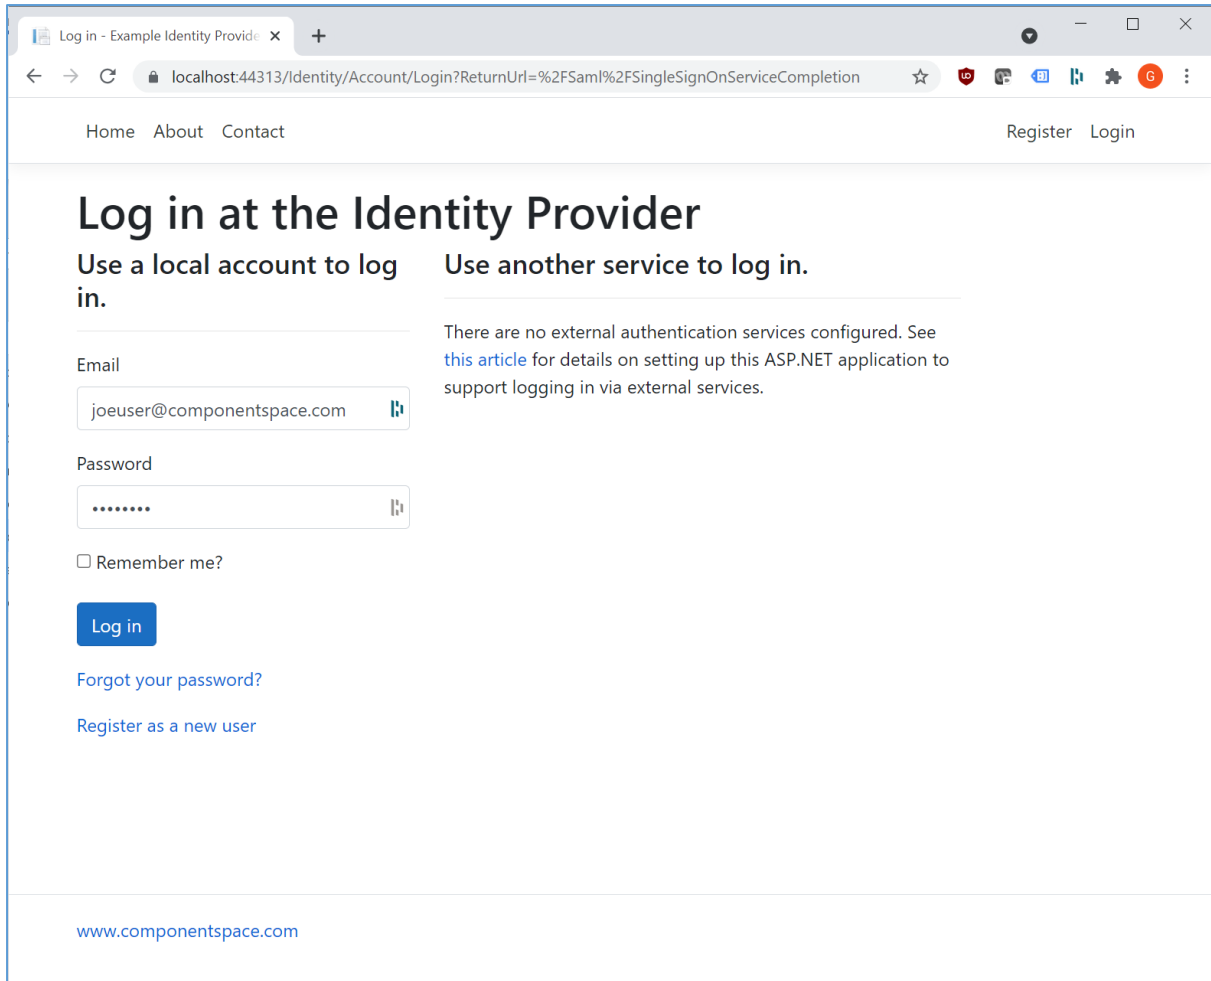 Log in - Example Identity Provide
localhost:44313/Identity/Account/Login?ReturnUrl=%2FSaml%2FSingleSignOnServiceCompletion
G
Home About Contact Register Login
Log in at the Identity Provider
Use a local account to log
in.
Use another service to log in.
There are no external authentication services configured. See
this article for details on setting up this ASP.NET application to
support logging in via external services.
Email
joeuser@componentspace.com
Password
••••••••
Remember me?
Log in
Forgot your password?
Register as a new user
www.componentspace.com